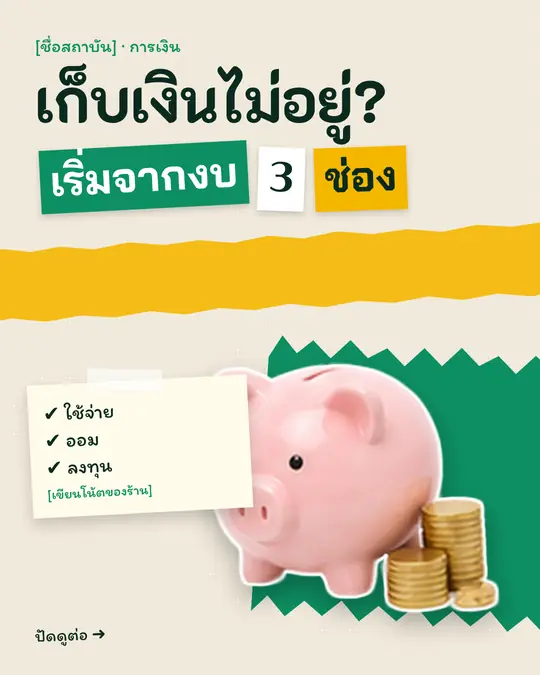 [ชื่อสถาบัน] · การเงิน
เก็บเงินไม่อยู่?
เริ่มจากงบ 3 ช่อง
✔ ใช้จ่าย
✔ ออม
✔ ลงทุน
[เขียนโน้ตของร้าน]
ปัดดูต่อ ➜